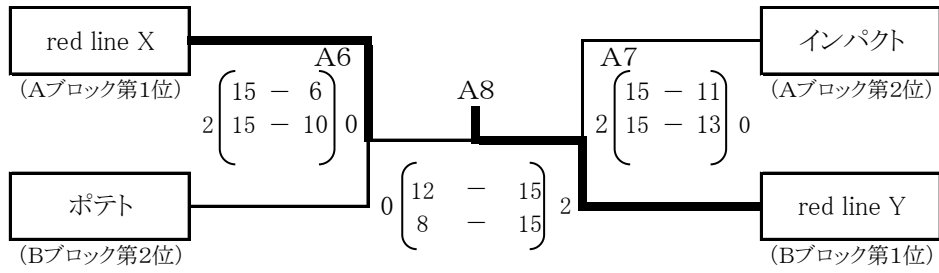 red line X
(Aブロック第1位)
A6
2 15 － 6 0
15 － 10
ポテト
(Bブロック第2位)
A8
0 12 － 15 2
8 － 15
インパクト
(Aブロック第2位)
A7
2 15 － 11 0
15 － 13
red line Y
(Bブロック第1位)